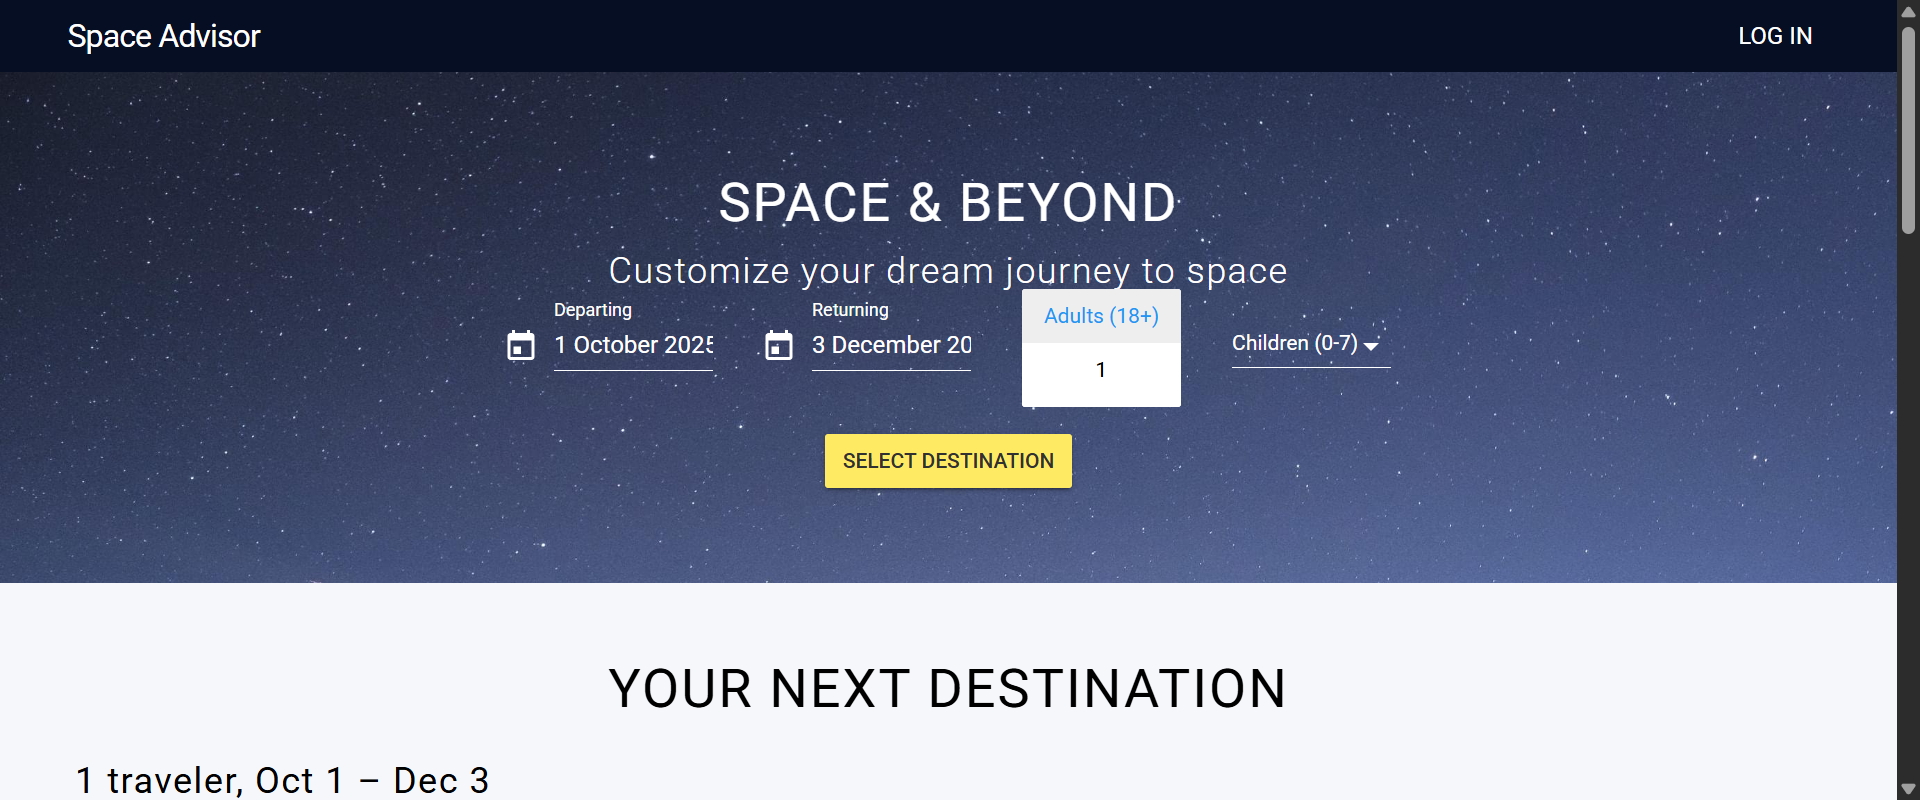 Space Advisor
LOG IN
SPACE & BEYOND
Customize your dream journey to space
Departing
1 October 2025
Returning
3 December 20
Adults (18+)
1
Children (0-7)
SELECT DESTINATION
YOUR NEXT DESTINATION
1 traveler, Oct 1 – Dec 3